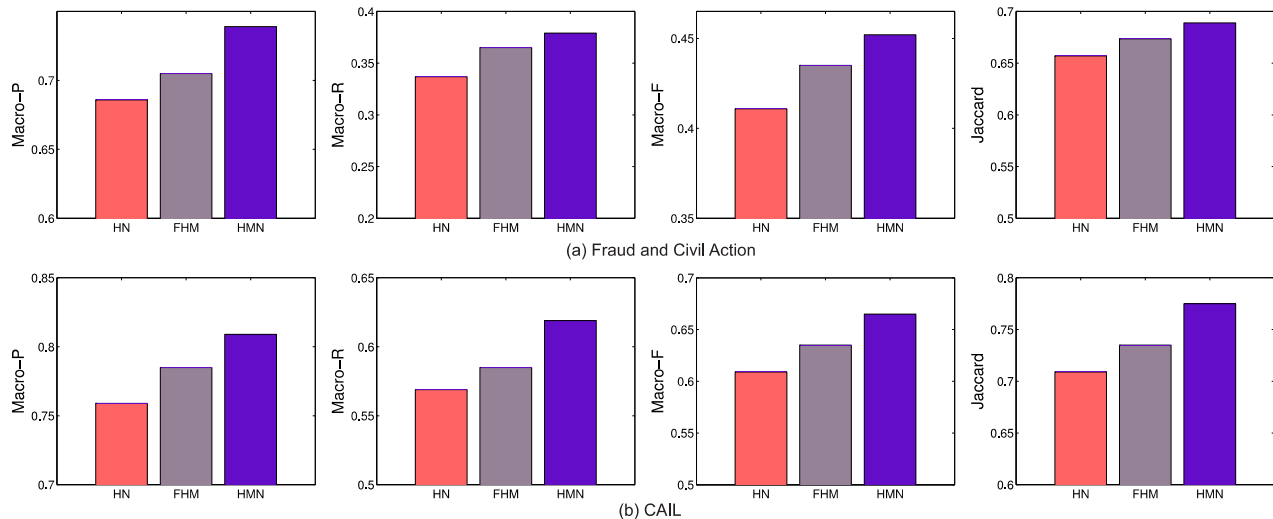 Macro-P
0.7
0.65
0.6
HN FHM HMN
Macro-R
0.4
0.35
0.3
0.25
0.2
HN FHM HMN
Macro-F
0.45
0.4
0.35
HN FHM HMN
Jaccard
0.7
0.65
0.6
0.55
0.5
HN FHM HMN
(a) Fraud and Civil Action
Macro-P
0.85
0.8
0.75
0.7
HN FHM HMN
Macro-R
0.65
0.6
0.55
0.5
HN FHM HMN
Macro-F
0.7
0.65
0.6
0.55
0.5
HN FHM HMN
Jaccard
0.8
0.75
0.7
0.65
0.6
HN FHM HMN
(b) CAIL